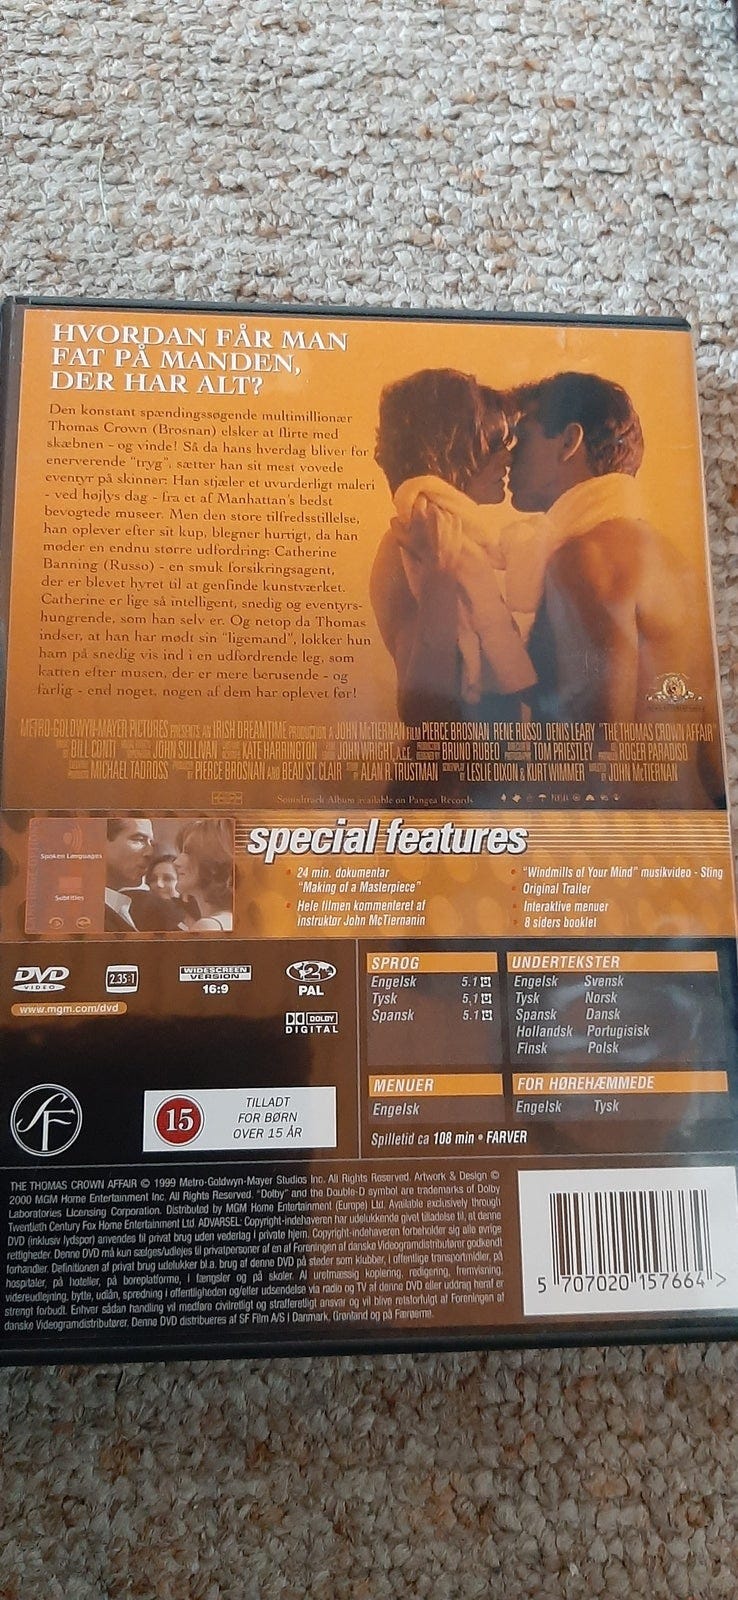 HVORDAN FÅR MAN
FAT PÅ MANDEN,
DER HAR ALT?
Den konstant spændingssøgende multimillionær
Thomas Crown (Brosnan) elsker at flirte med
skæbnen - og vinde! Så da hans hverdag bliver for
enerverende "tryg", sætter han sit mest vovede
eventyr på skinner: Han stjæler et uvurderligt maleri
- ved højlys dag - fra et af Manhattan's bedst
bevogtede museer. Men den store tilfredsstillelse,
han oplever efter sit kup, blegner hurtigt, da han
møder en endnu større udfordring: Catherine
Banning (Russo) - en smuk forsikringsagent,
der er blevet hyret til at genfinde kunstværket.
Catherine er lige så intelligent, snedig og eventyrs-
hungrende, som han selv er. Og netop da Thomas
indser, at han har mødt sin "ligemand", lokker hun
ham på snedig vis ind i en udfordrende leg, som
katten efter musen, der er mere berusende - og
farlig - end noget, nogen af dem har oplevet før!
METRO-GOLDWYN-MAYER PICTURES PRESENTS AN IRISH DREAMTIME PRODUCTION A JOHN McTIERNAN FILM PIERCE BROSNAN RENE RUSSO DENIS LEARY "THE THOMAS CROWN AFFAIR"
BILL CONTI JOHN SULLIVAN KATE HARRINGTON JOHN WRIGHT, A.C.E. BRUNO RUBEO TOM PRIESTLEY ROGER PARADISO
MICHAEL TADROSS PIERCE BROSNAN AND BEAU ST. CLAIR STORY BY ALAN R. TRUSTMAN SCREENPLAY BY LESLIE DIXON & KURT WIMMER DIRECTED BY JOHN McTIERNAN
Soundtrack Album available on Pangea Records
Spoken Languages
Subtitles
special features
24 min. dokumentar
"Making of a Masterpiece"
Hele filmen kommenteret af
instruktør John McTiernanin
"Windmills of Your Mind" musikvideo - Sting
Original Trailer
Interaktive menuer
8 siders booklet
DVD VIDEO
2.35:1
WIDESCREEN VERSION
16:9
2
PAL
www.mgm.com/dvd
DOLBY
DIGITAL
SPROG
Engelsk 5.1
Tysk 5.1
Spansk 5.1
UNDERTEKSTER
Engelsk Svensk
Tysk Norsk
Spansk Dansk
Hollandsk Portugisisk
Finsk Polsk
MENUER
Engelsk
FOR HØREHÆMMEDE
Engelsk Tysk
Spilletid ca 108 min • FARVER
SF
15
TILLADT
FOR BØRN
OVER 15 ÅR
THE THOMAS CROWN AFFAIR © 1999 Metro-Goldwyn-Mayer Studios Inc. All Rights Reserved. Artwork & Design ©
2000 MGM Home Entertainment Inc. All Rights Reserved. "Dolby" and the Double-D symbol are trademarks of Dolby
Laboratories Licensing Corporation. Distributed by MGM Home Entertainment (Europe) Ltd. Available exclusively through
Twentieth Century Fox Home Entertainment Ltd. ADVARSEL: Copyright-indehaveren har udelukkende givet tilladelse til, at denne
DVD (inklusiv lydspor) anvendes til privat brug uden vederlag i private hjem. Copyright-indehaveren forbeholder sig alle øvrige
rettigheder. Denne DVD må kun sælges/udlejes til privatpersoner af en af Foreningen af danske Videogramdistributører godkendt
forhandler. Definitionen af privat brug udelukker bl.a. brug af denne DVD på steder som klubber, i offentlige transportmidler, på
hospitaler, på hoteller, på boreplatforme, i fængsler og på skoler. Al uretmæssig kopiering, redigering, fremvisning,
videreudlejning, bytte, udlån, spredning i offentligheden og/eller udsendelse via radio og TV af denne DVD eller uddrag heraf er
strengt forbudt. Enhver sådan handling vil medføre civilretligt og strafferetligt ansvar og vil blive retsforfulgt af Foreningen af
danske Videogramdistributører. Denne DVD distribueres af SF Film A/S i Danmark, Grønland og på Færøerne.
5 707020 157664 >